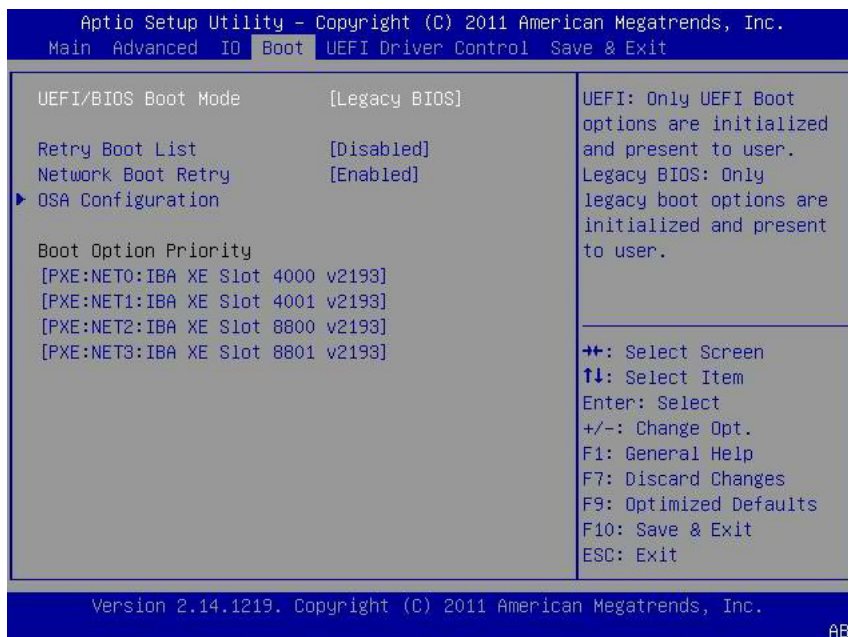 Aptio Setup Utility – Copyright (C) 2011 American Megatrends, Inc.
Main Advanced IO Boot UEFI Driver Control Save & Exit
UEFI/BIOS Boot Mode [Legacy BIOS]
Retry Boot List [Disabled]
Network Boot Retry [Enabled]
OSA Configuration
Boot Option Priority
[PXE:NET0:IBA XE Slot 4000 v2193]
[PXE:NET1:IBA XE Slot 4001 v2193]
[PXE:NET2:IBA XE Slot 8800 v2193]
[PXE:NET3:IBA XE Slot 8801 v2193]
UEFI: Only UEFI Boot
options are initialized
and present to user.
Legacy BIOS: Only
legacy boot options are
initialized and present
to user.
→←: Select Screen
↑↓: Select Item
Enter: Select
+/-: Change Opt.
F1: General Help
F7: Discard Changes
F9: Optimized Defaults
F10: Save & Exit
ESC: Exit
Version 2.14.1219. Copyright (C) 2011 American Megatrends, Inc.
AB